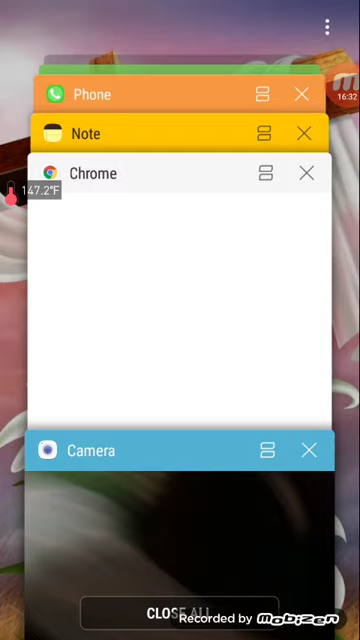 Phone
16:32
Note
Chrome
147.2°F
Camera
CLOSE ALL
Recorded by MOBIZEN